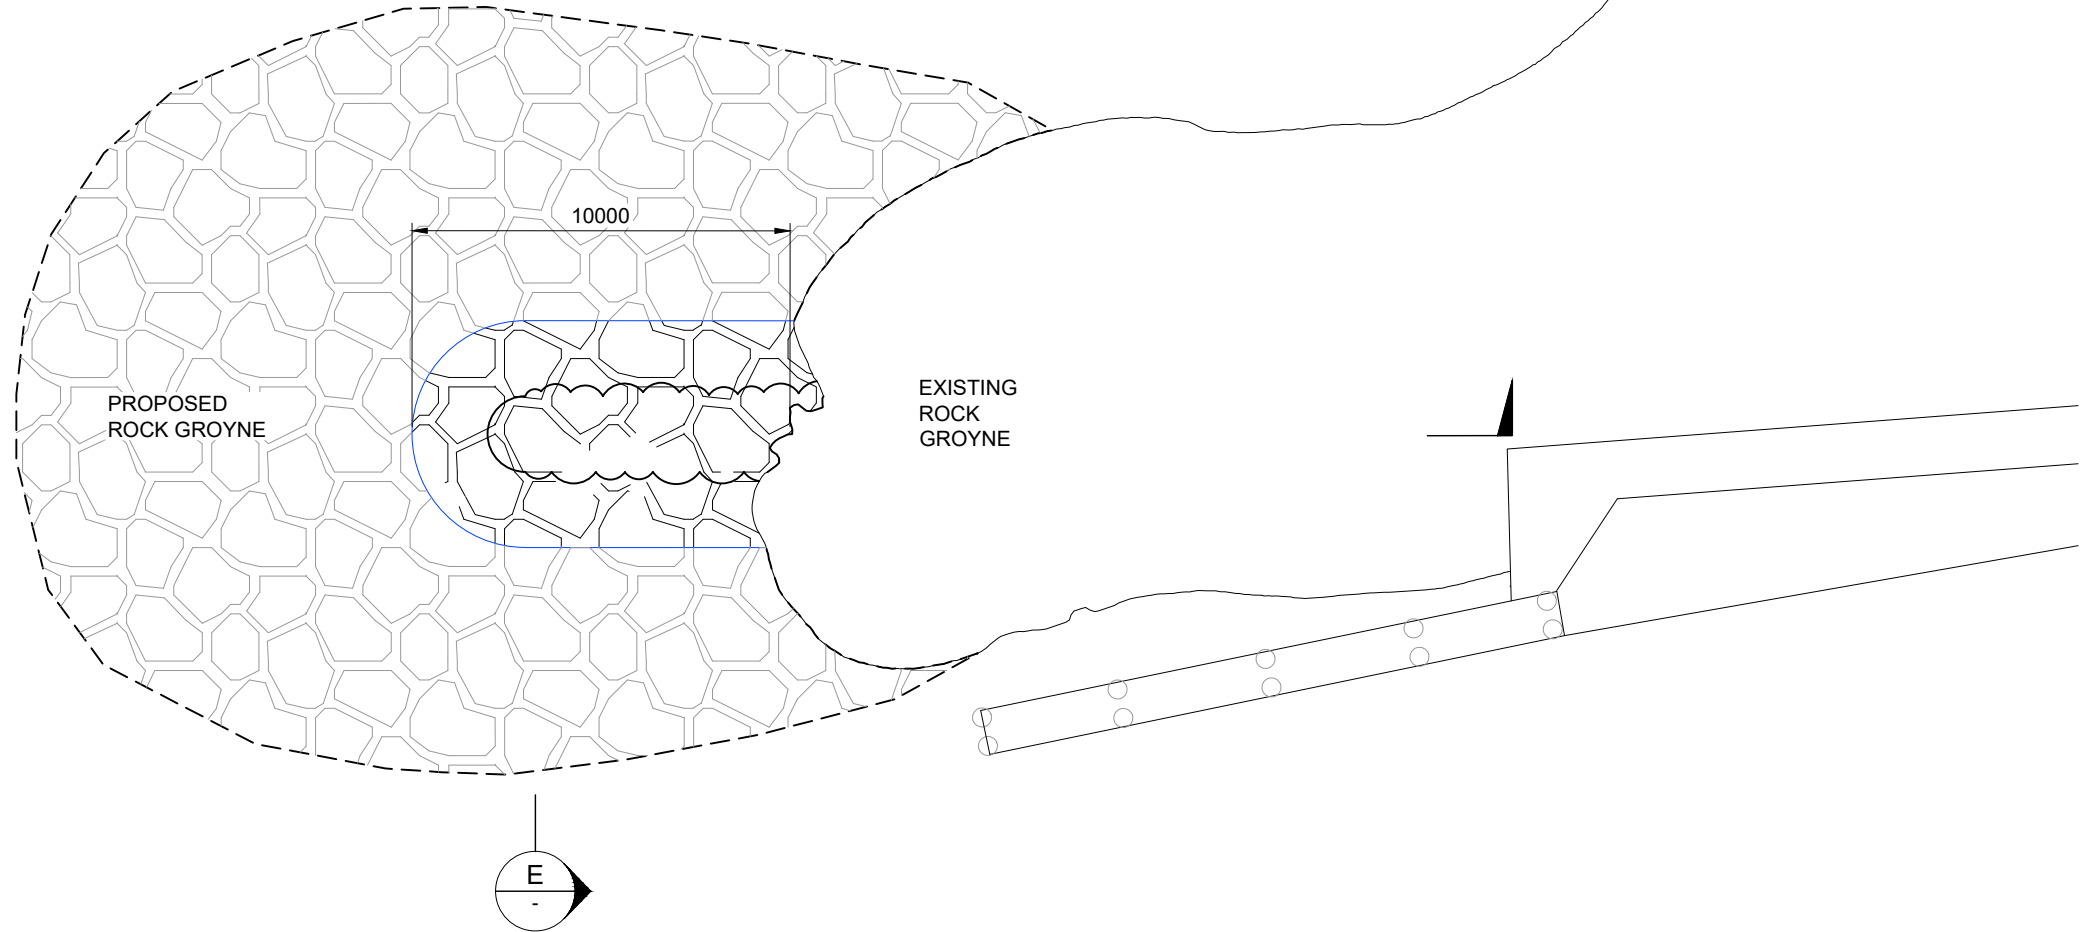 10000
PROPOSED
ROCK GROYNE
EXISTING
ROCK
GROYNE
E
-